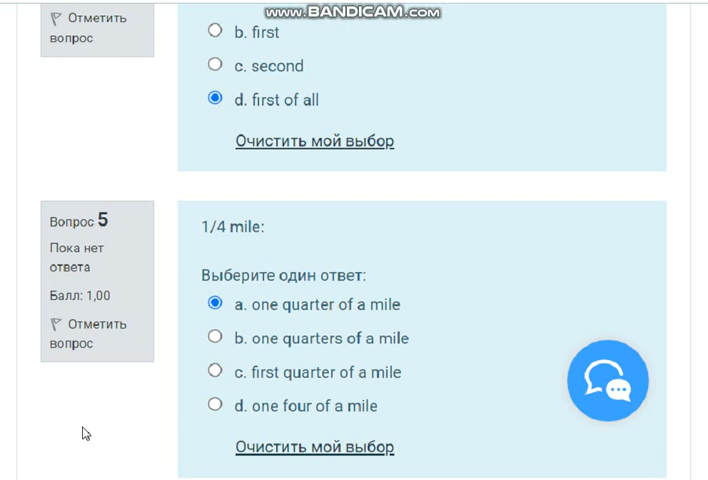 www.BANDICAM.com
Отметить
вопрос
b. first
c. second
d. first of all
Очистить мой выбор
Вопрос 5
Пока нет
ответа
Балл: 1,00
Отметить
вопрос
1/4 mile:
Выберите один ответ:
a. one quarter of a mile
b. one quarters of a mile
c. first quarter of a mile
d. one four of a mile
Очистить мой выбор